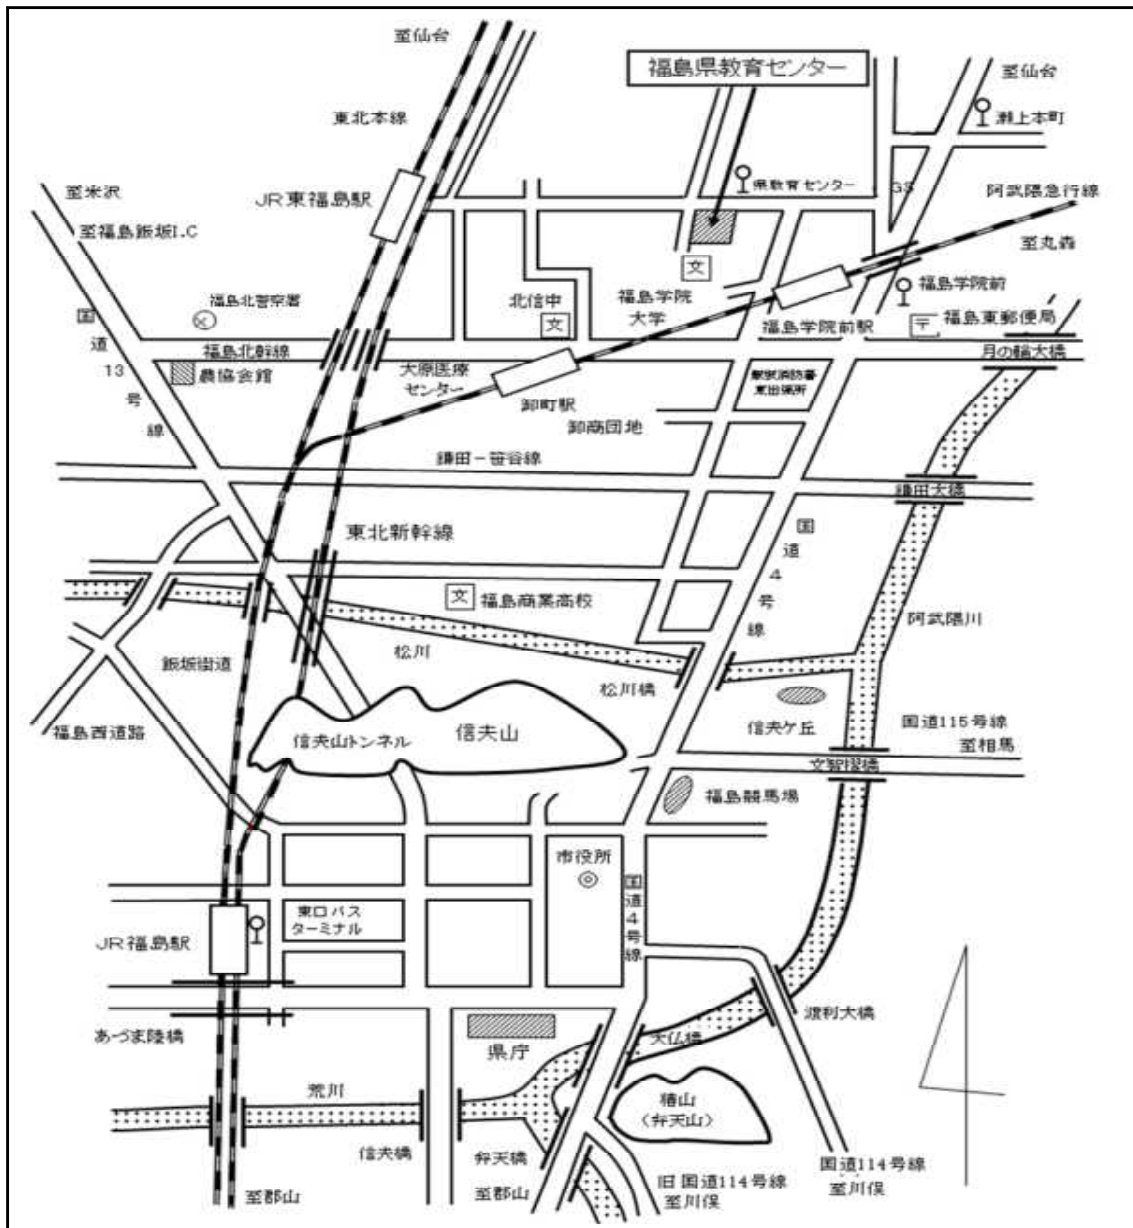 至仙台
福島県教育センター
至仙台
瀬上本町
東北本線
至米沢
JR東福島駅
県教育センター
GS
阿武隈急行線
至福島飯坂I.C
至丸森
福島北警察署
北信中
文
福島学院
大学
文
福島学院前
福島学院前駅
〒
福島東郵便局
国道13号線
福島北幹線
農協会館
大原医療
センター
月の輪大橋
東出張所
卸町駅
卸商団地
鎌田－笹谷線
鎌田大橋
東北新幹線
国道4号線
文
福島商業高校
阿武隈川
松川
飯坂街道
松川橋
福島西道路
信夫山トンネル
信夫山
信夫ケ丘
国道115号線
至相馬
文智摺橋
福島競馬場
市役所
国道4号線
東口バス
ターミナル
JR福島駅
渡利大橋
あづま陸橋
県庁
大仏橋
荒川
椿山
（弁天山）
信夫橋
弁天橋
至郡山
至郡山
旧国道114号線
至川俣
国道114号線
至川俣